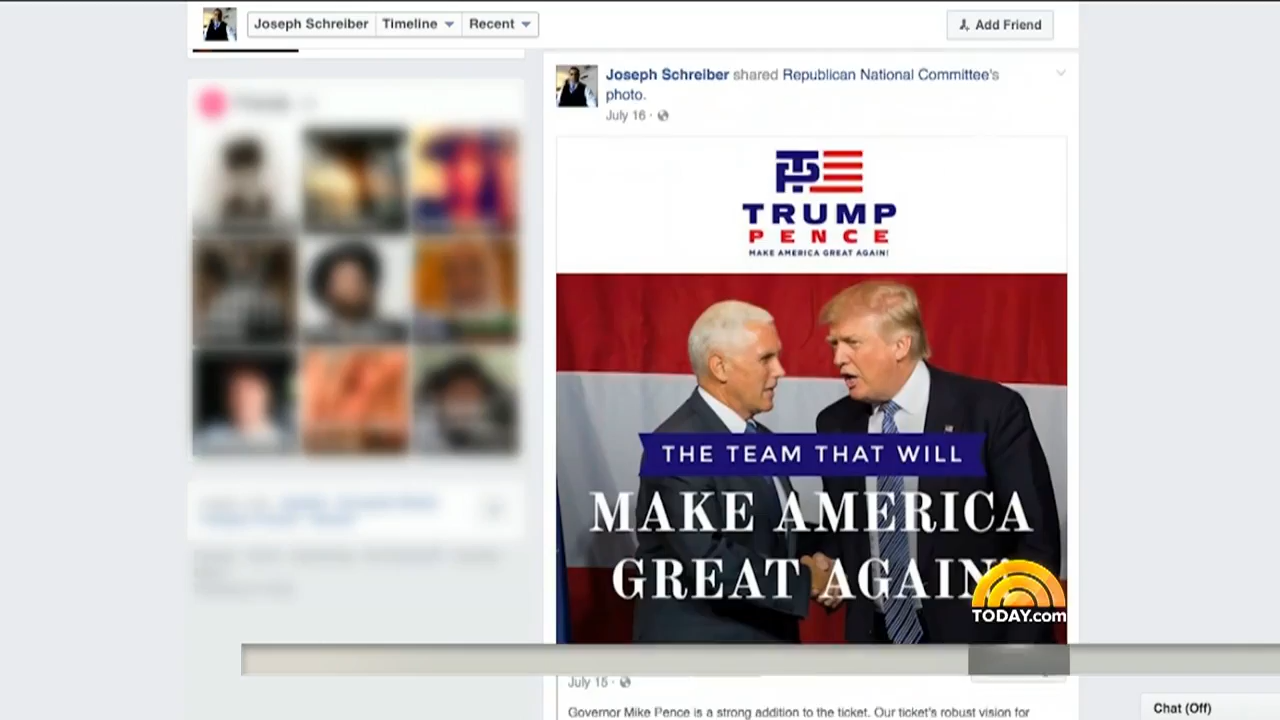 Joseph Schreiber Timeline Recent
Add Friend
Joseph Schreiber shared Republican National Committee's
photo.
July 16
TP
TRUMP
PENCE
MAKE AMERICA GREAT AGAIN!
THE TEAM THAT WILL
MAKE AMERICA
GREAT AGAIN!
TODAY.com
July 15
Governor Mike Pence is a strong addition to the ticket. Our ticket's robust vision for
Chat (Off)